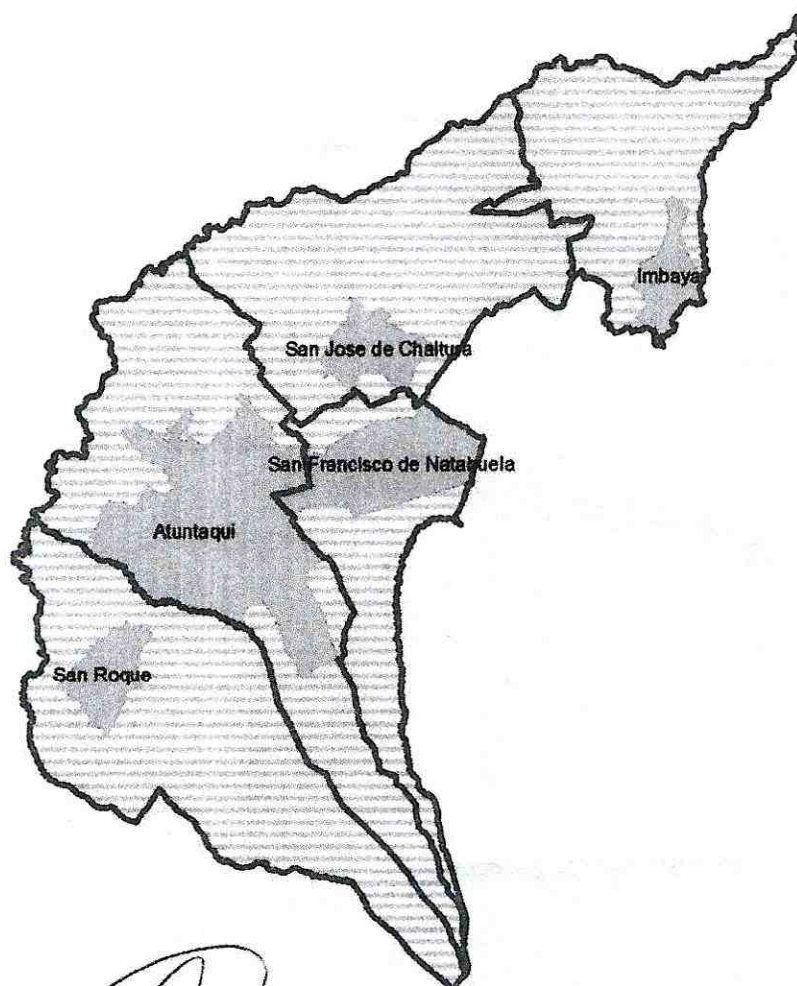 Imbaya
San Jose de Chaltura
San Francisco de Natabuela
Atuntaqui
San Roque